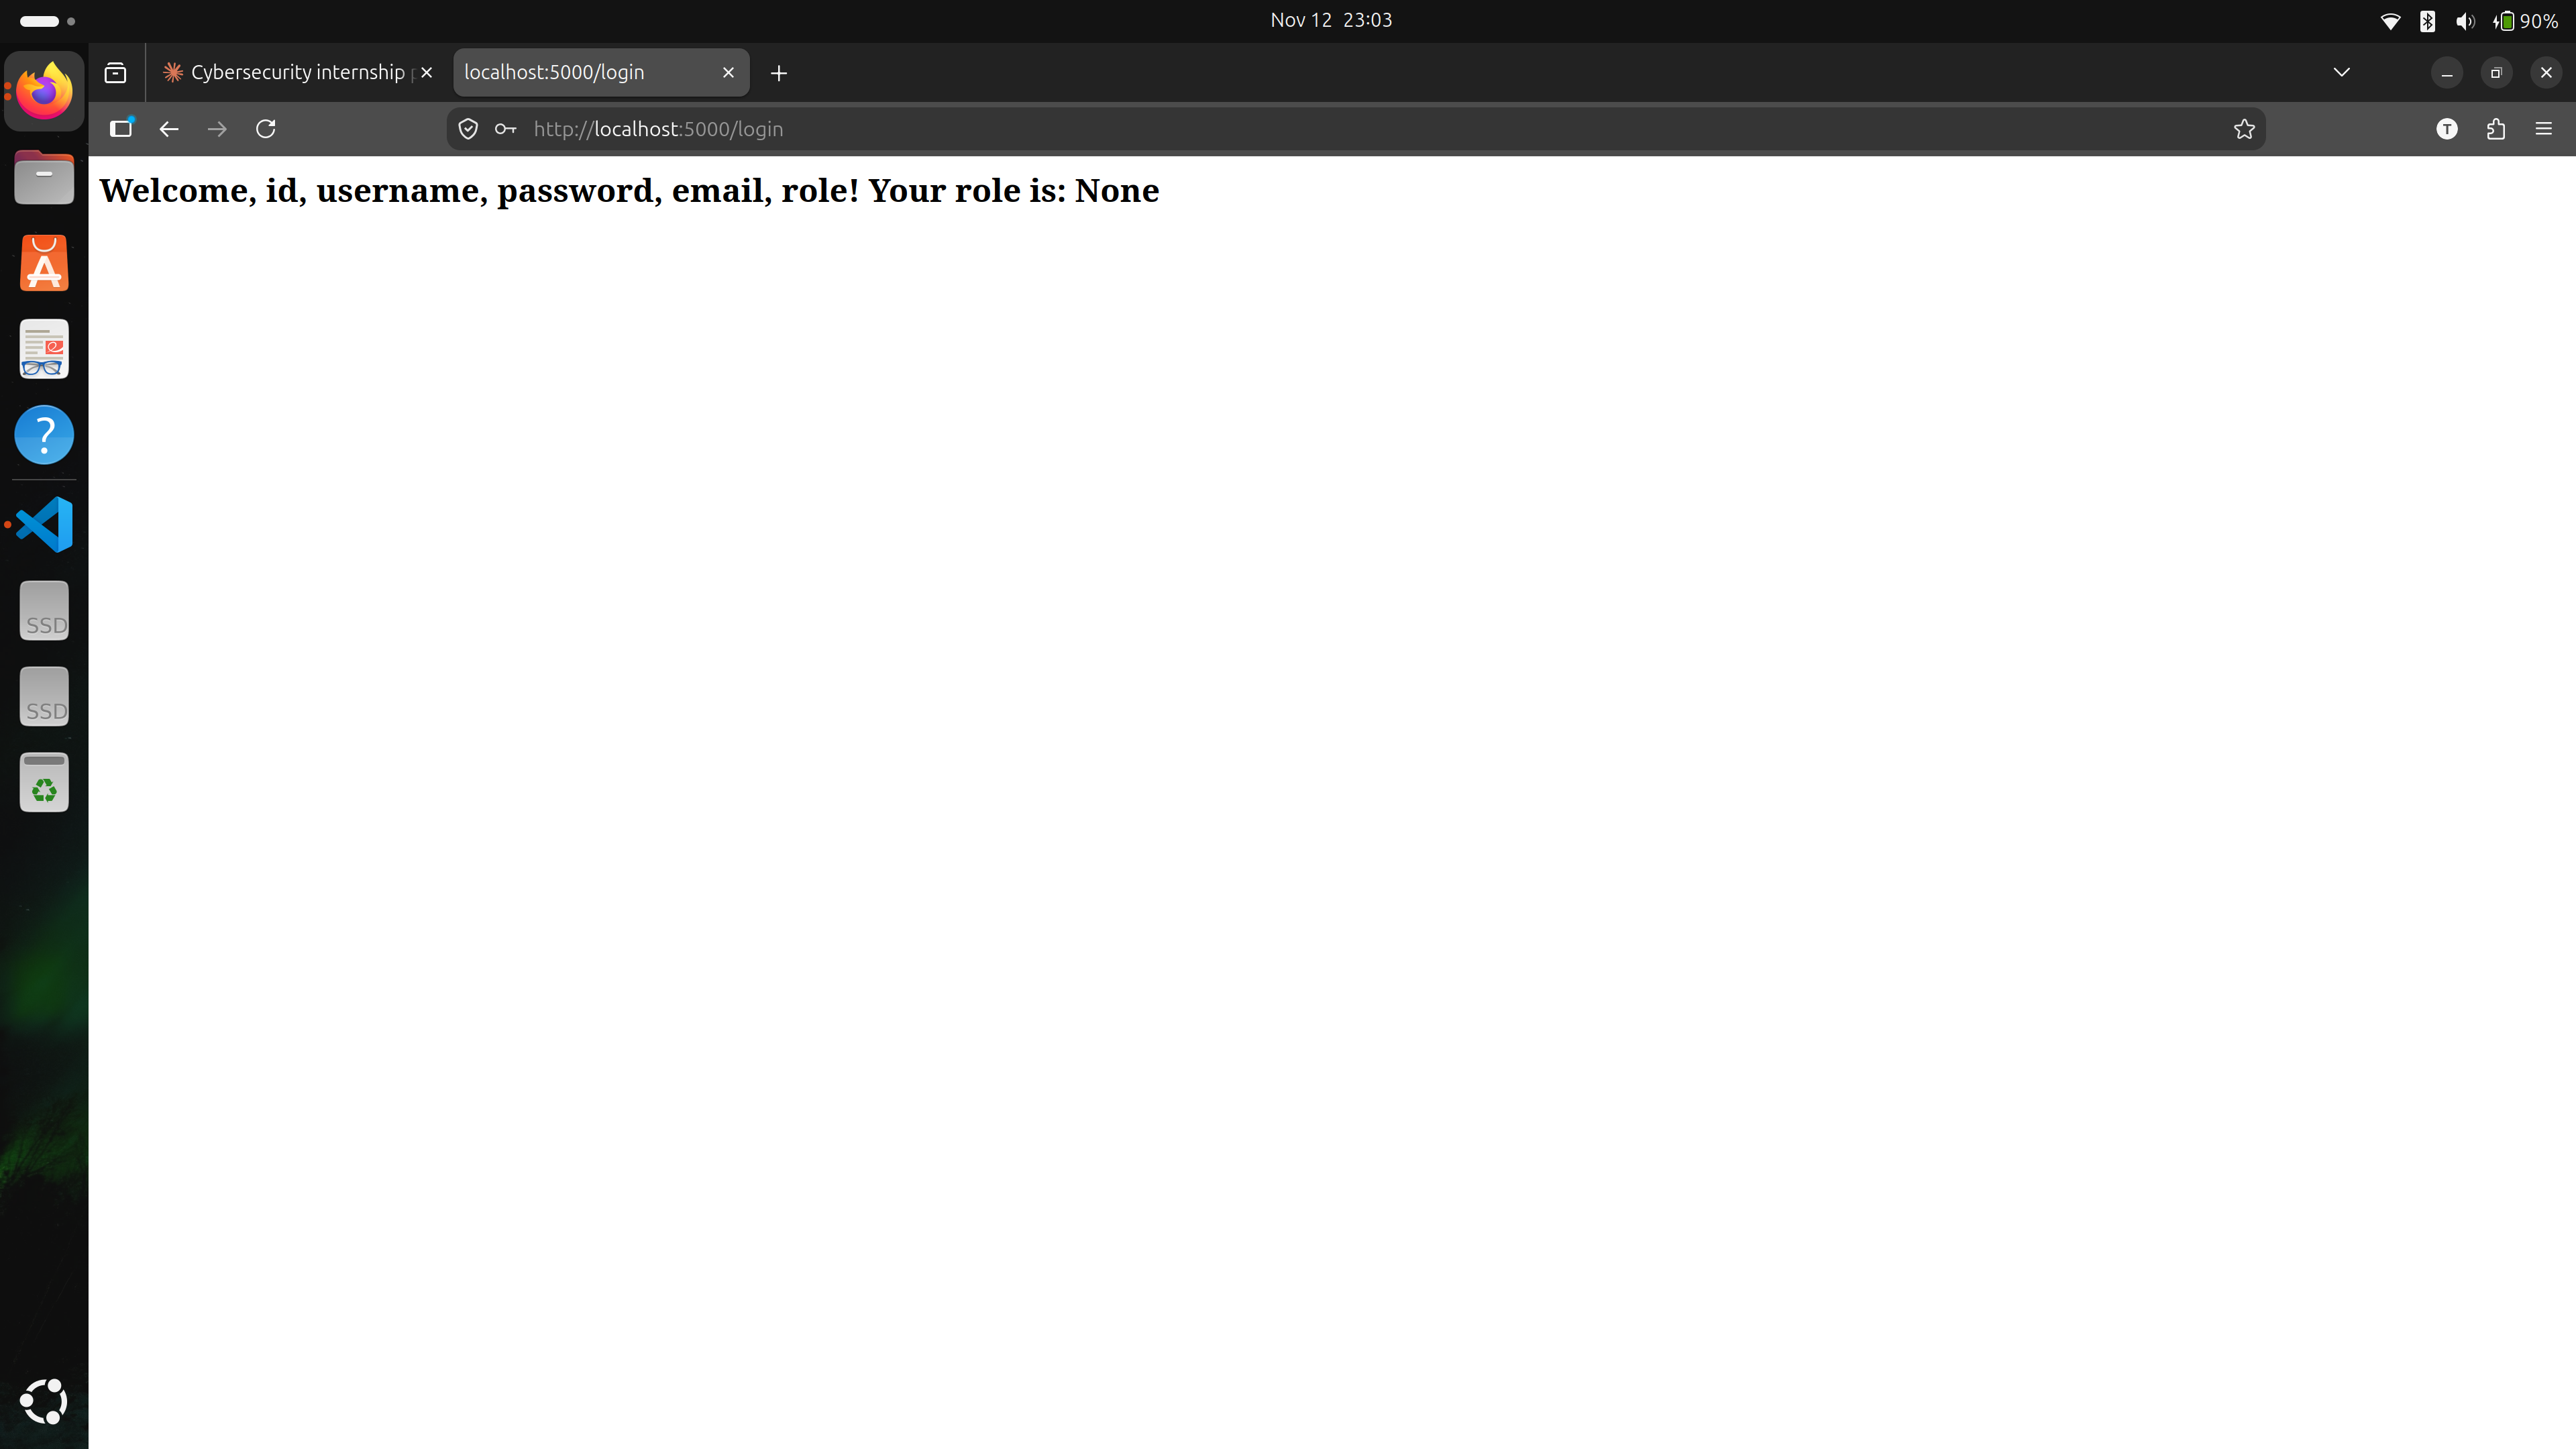 Nov 12 23:03
90%
Cybersecurity internship p
localhost:5000/login
http://localhost:5000/login
T
Welcome, id, username, password, email, role! Your role is: None
A
?
SSD
SSD